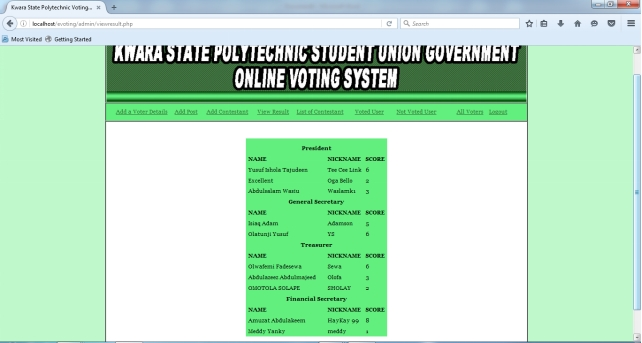 Kwara State Polytechnic Voting... × +
localhost/evoting/admin/viewresult.php Search
Most Visited Getting Started
KWARA STATE POLYTECHNIC STUDENT UNION GOVERNMENT
ONLINE VOTING SYSTEM
Add a Voter Details Add Post Add Contestant View Result List of Contestant Voted User Not Voted User All Voters Logout
President
NAME NICKNAME SCORE
Yusuf Ishola Tajudeen Tee Cee Link 6
Excellent Oga Bello 2
Abdulsalam Wasiu Waslamk1 3
General Secretary
NAME NICKNAME SCORE
Isiaq Adam Adamson 5
Olatunji Yusuf YS 6
Treasurer
NAME NICKNAME SCORE
Olwafemi Fadesewa Sewa 6
Abdulazeez Abdulmajeed Olofa 3
OMOTOLA SOLAPE SHOLAY 2
Financial Secretary
NAME NICKNAME SCORE
Amuzat Abdulakeem HayKay 99 8
Meddy Yanky meddy 1